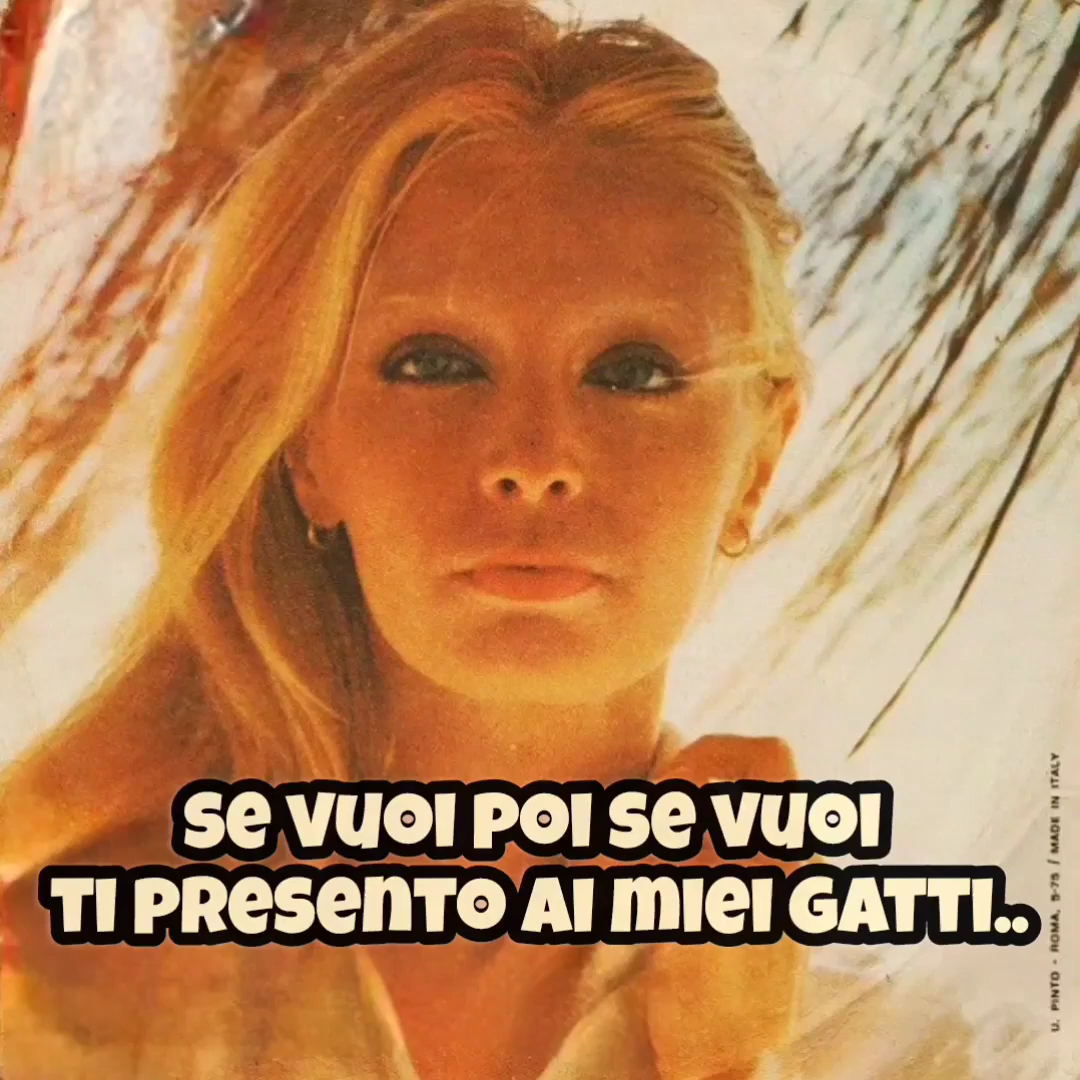 se vuoi poi se vuoi
ti presento ai miei gatti..
U. PINTO - ROMA. 5-75 / MADE IN ITALY